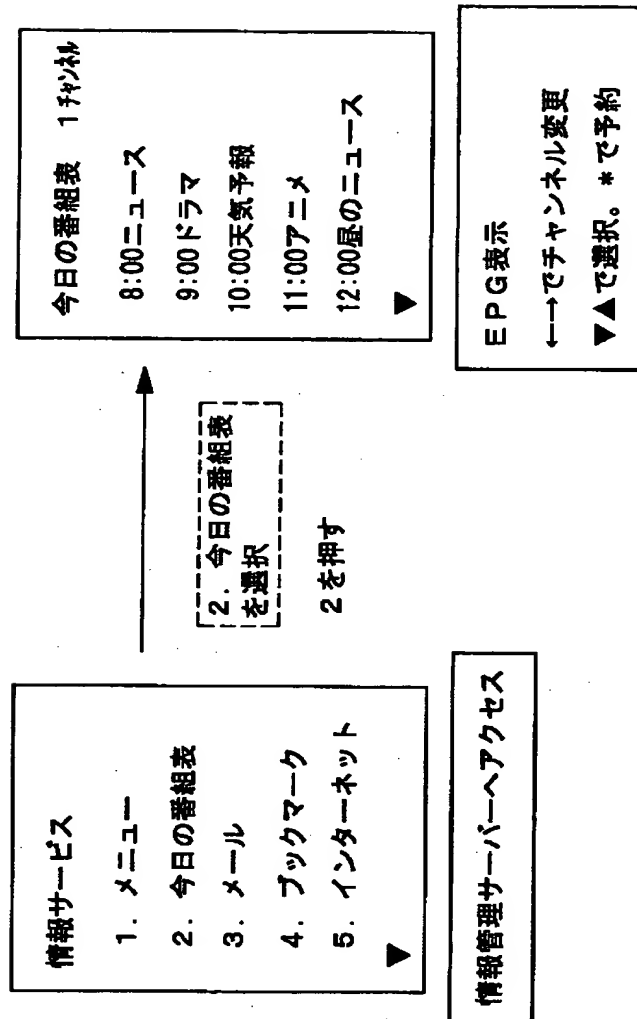 情報サービス
1. メニュー
2. 今日の番組表
3. メール
4. ブックマーク
5. インターネット
▼
情報管理サーバーへアクセス
2. 今日の番組表
を選択
2を押す
今日の番組表 1チャンネル
8:00ニュース
9:00ドラマ
10:00天気予報
11:00アニメ
12:00昼のニュース
▼
EPG表示
←→でチャンネル変更
▼▲で選択。*で予約